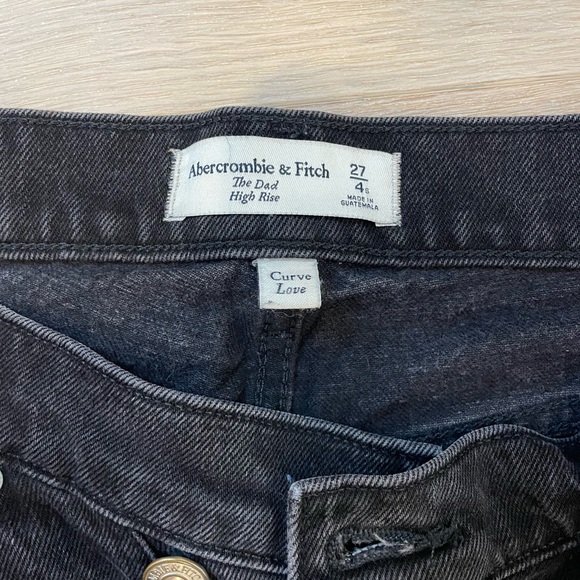 Abercrombie & Fitch
The Dad
High Rise
27
4S
MADE IN
GUATEMALA
Curve
Love